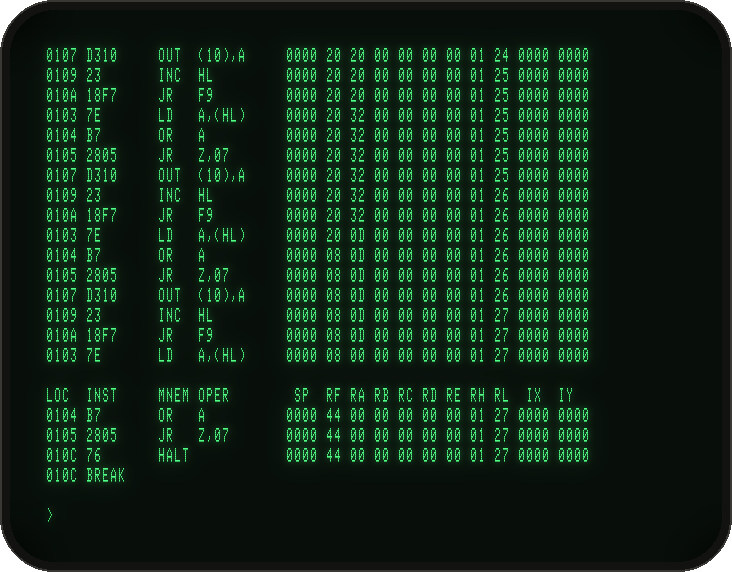 0107 D310     OUT  (10),A     0000 20 20 00 00 00 00 01 24 0000 0000
0109 23       INC  HL         0000 20 20 00 00 00 00 01 25 0000 0000
010A 18F7     JR   F9         0000 20 20 00 00 00 00 01 25 0000 0000
0103 7E       LD   A,(HL)     0000 20 32 00 00 00 00 01 25 0000 0000
0104 B7       OR   A          0000 20 32 00 00 00 00 01 25 0000 0000
0105 2805     JR   Z,07       0000 20 32 00 00 00 00 01 25 0000 0000
0107 D310     OUT  (10),A     0000 20 32 00 00 00 00 01 25 0000 0000
0109 23       INC  HL         0000 20 32 00 00 00 00 01 26 0000 0000
010A 18F7     JR   F9         0000 20 32 00 00 00 00 01 26 0000 0000
0103 7E       LD   A,(HL)     0000 20 0D 00 00 00 00 01 26 0000 0000
0104 B7       OR   A          0000 08 0D 00 00 00 00 01 26 0000 0000
0105 2805     JR   Z,07       0000 08 0D 00 00 00 00 01 26 0000 0000
0107 D310     OUT  (10),A     0000 08 0D 00 00 00 00 01 26 0000 0000
0109 23       INC  HL         0000 08 0D 00 00 00 00 01 27 0000 0000
010A 18F7     JR   F9         0000 08 0D 00 00 00 00 01 27 0000 0000
0103 7E       LD   A,(HL)     0000 08 00 00 00 00 00 01 27 0000 0000
LOC  INST     MNEM OPER        SP  RF RA RB RC RD RE RH RL  IX  IY
0104 B7       OR   A          0000 44 00 00 00 00 00 01 27 0000 0000
0105 2805     JR   Z,07       0000 44 00 00 00 00 00 01 27 0000 0000
010C 76       HALT            0000 44 00 00 00 00 00 01 27 0000 0000
010C BREAK
>